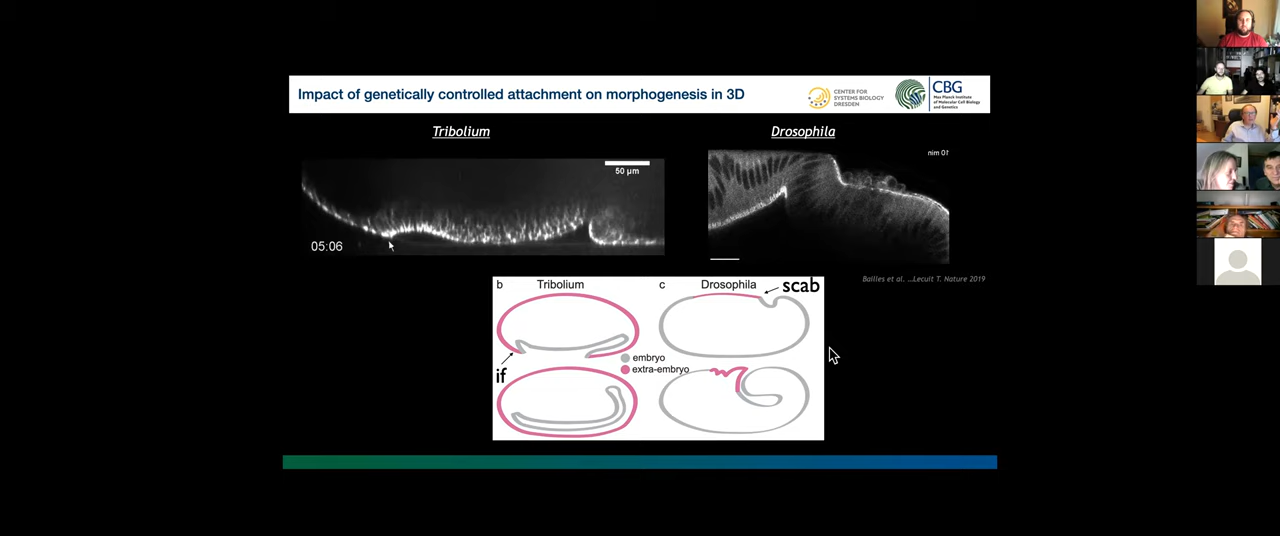 Impact of genetically controlled attachment on morphogenesis in 3D
CENTER FOR
SYSTEMS BIOLOGY
DRESDEN
CBG
Max Planck Institute
of Molecular Cell Biology
and Genetics
Tribolium
Drosophila
50 µm
05:06
10 min
Bailles et al. …Lecuit T. Nature 2019
b Tribolium
c Drosophila
scab
if
embryo
extra-embryo